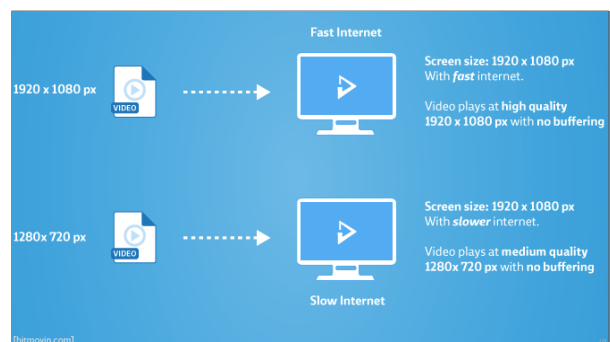 Fast Internet
1920 x 1080 px
VIDEO
Screen size: 1920 x 1080 px
With fast internet.
Video plays at high quality
1920 x 1080 px with no buffering
1280x 720 px
VIDEO
Screen size: 1920 x 1080 px
With slower internet.
Video plays at medium quality
1280x 720 px with no buffering
Slow Internet
[bitmovin.com]